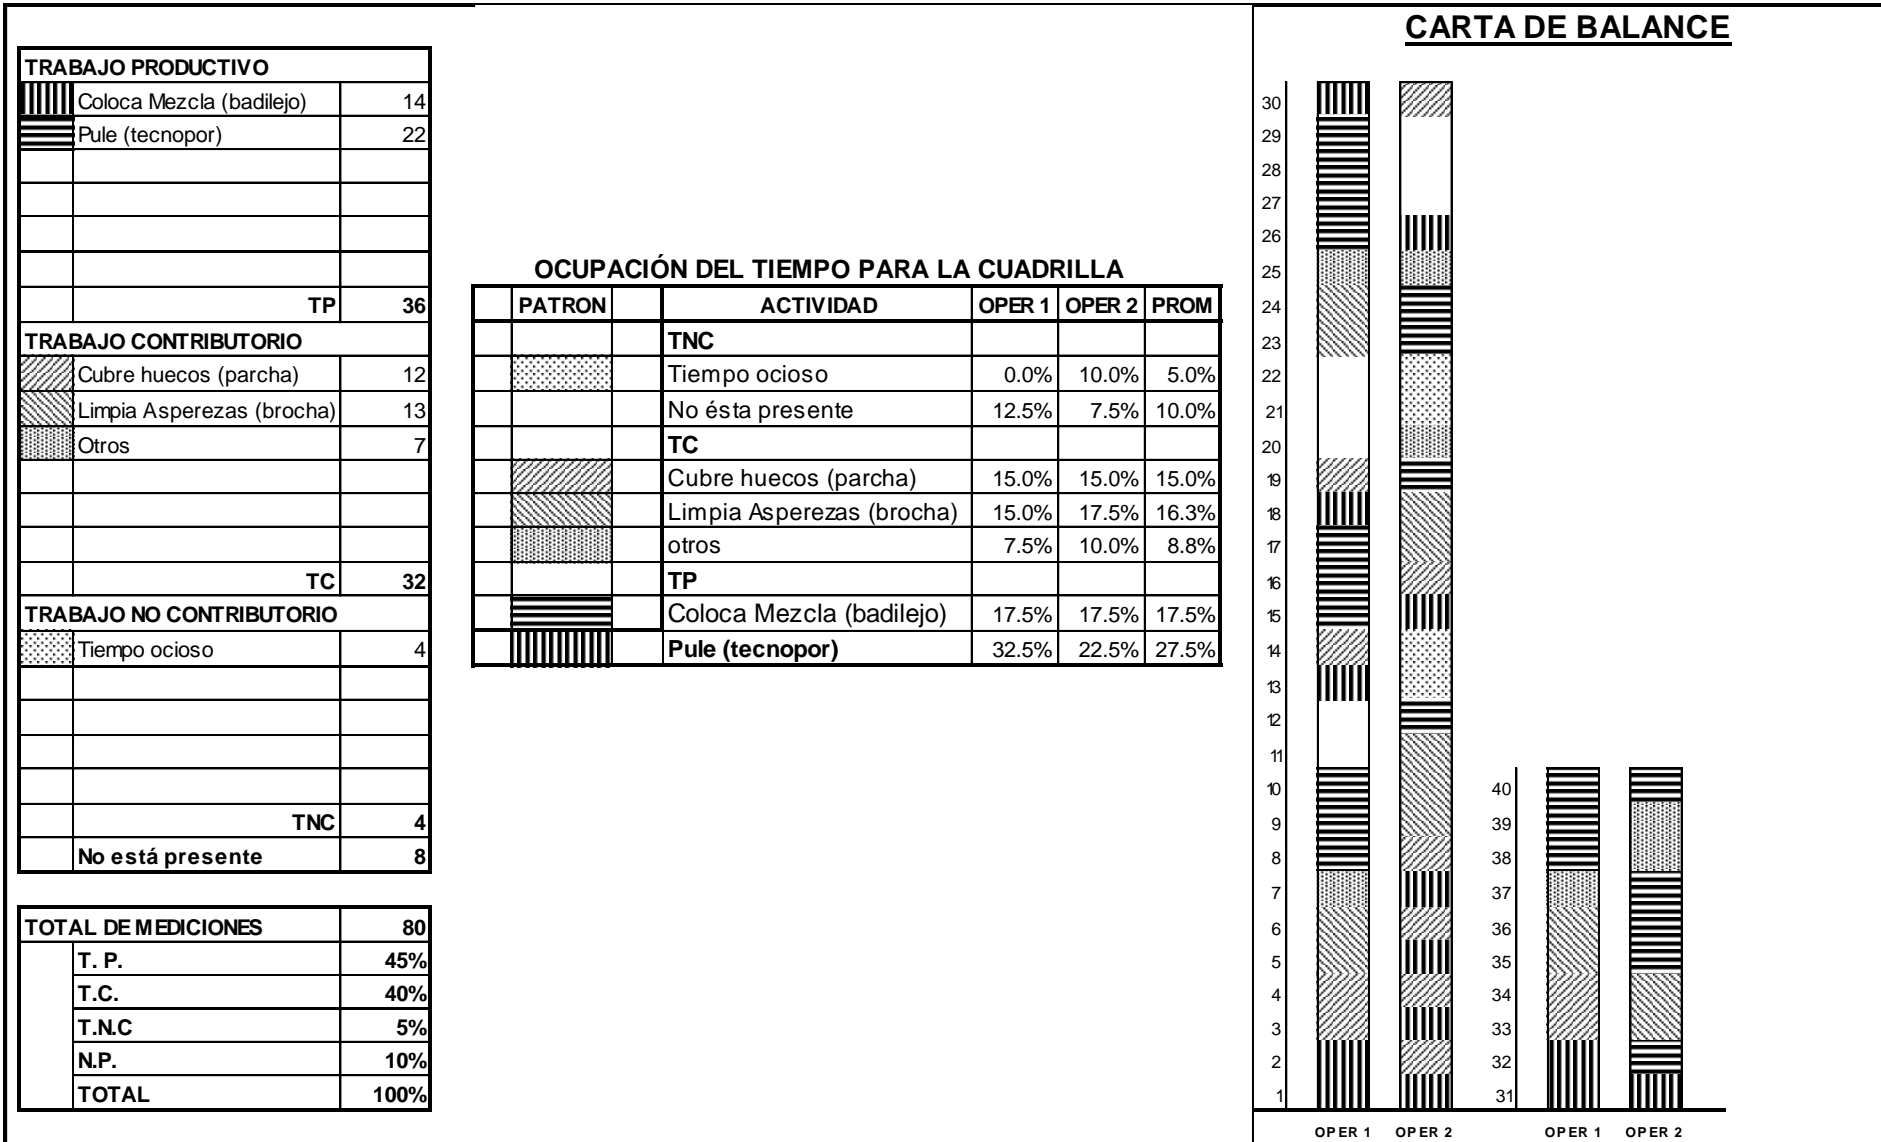 CARTA DE BALANCE
TRABAJO PRODUCTIVO
Coloca Mezcla (badilejo) 14
Pule (tecnopor) 22
TP 36
TRABAJO CONTRIBUTORIO
Cubre huecos (parcha) 12
Limpia Asperezas (brocha) 13
Otros 7
TC 32
TRABAJO NO CONTRIBUTORIO
Tiempo ocioso 4
TNC 4
No está presente 8
TOTAL DE MEDICIONES 80
T. P. 45%
T.C. 40%
T.N.C 5%
N.P. 10%
TOTAL 100%
OCUPACIÓN DEL TIEMPO PARA LA CUADRILLA
PATRON ACTIVIDAD OPER 1 OPER 2 PROM
TNC
Tiempo ocioso 0.0% 10.0% 5.0%
No ésta presente 12.5% 7.5% 10.0%
TC
Cubre huecos (parcha) 15.0% 15.0% 15.0%
Limpia Asperezas (brocha) 15.0% 17.5% 16.3%
otros 7.5% 10.0% 8.8%
TP
Coloca Mezcla (badilejo) 17.5% 17.5% 17.5%
Pule (tecnopor) 32.5% 22.5% 27.5%
30
29
28
27
26
25
24
23
22
21
20
19
18
17
16
15
14
13
12
11
10
9
8
7
6
5
4
3
2
1
OPER 1 OPER 2
40
39
38
37
36
35
34
33
32
31
OPER 1 OPER 2